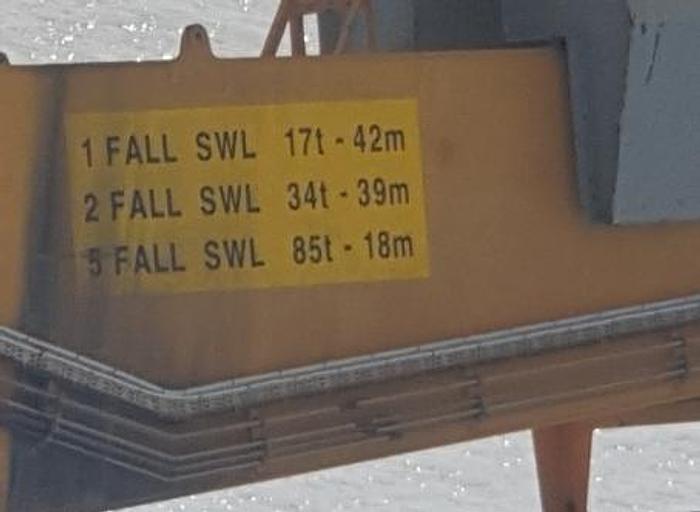 1 FALL SWL 17t - 42m
2 FALL SWL 34t - 39m
5 FALL SWL 85t - 18m